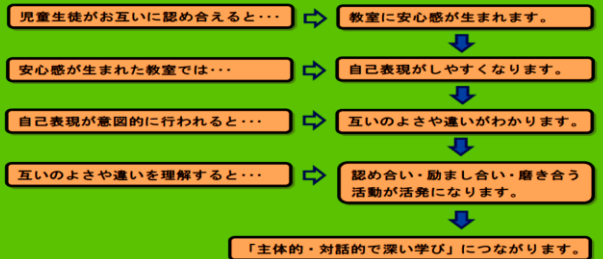 児童生徒がお互いに認め合えると･･･
教室に安心感が生まれます。
安心感が生まれた教室では･･･
自己表現がしやすくなります。
自己表現が意図的に行われると･･･
互いのよさや違いがわかります。
互いのよさや違いを理解すると･･･
認め合い・励まし合い・磨き合う
活動が活発になります。
「主体的・対話的で深い学び」につながります。